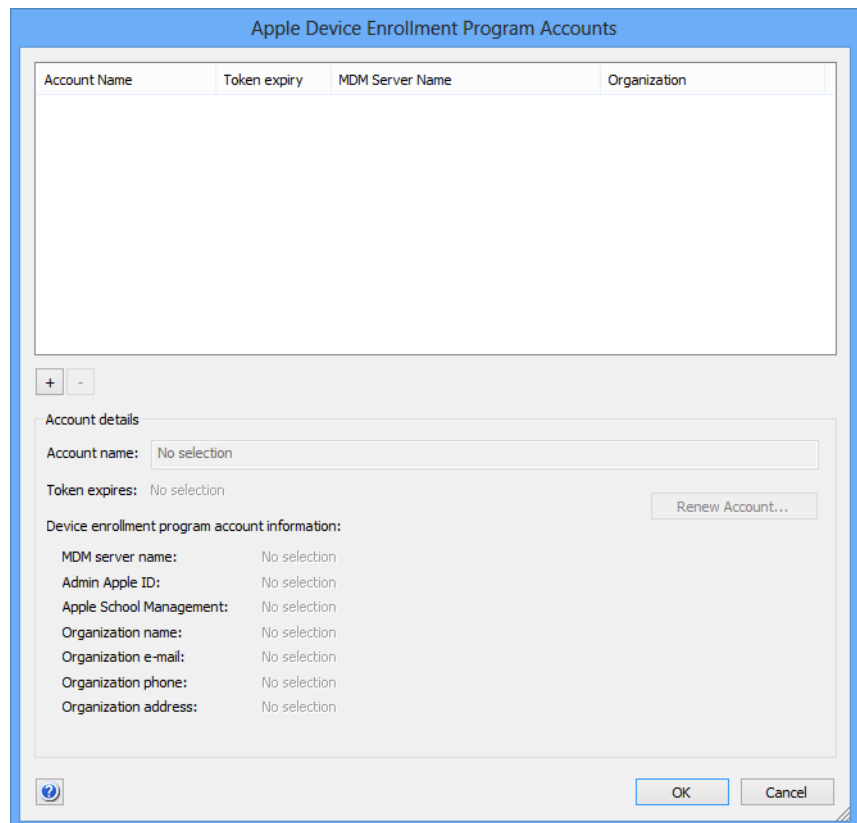 Apple Device Enrollment Program Accounts
Account Name Token expiry MDM Server Name Organization
+ -
Account details
Account name: No selection
Token expires: No selection
Renew Account...
Device enrollment program account information:
MDM server name: No selection
Admin Apple ID: No selection
Apple School Management: No selection
Organization name: No selection
Organization e-mail: No selection
Organization phone: No selection
Organization address: No selection
? OK Cancel